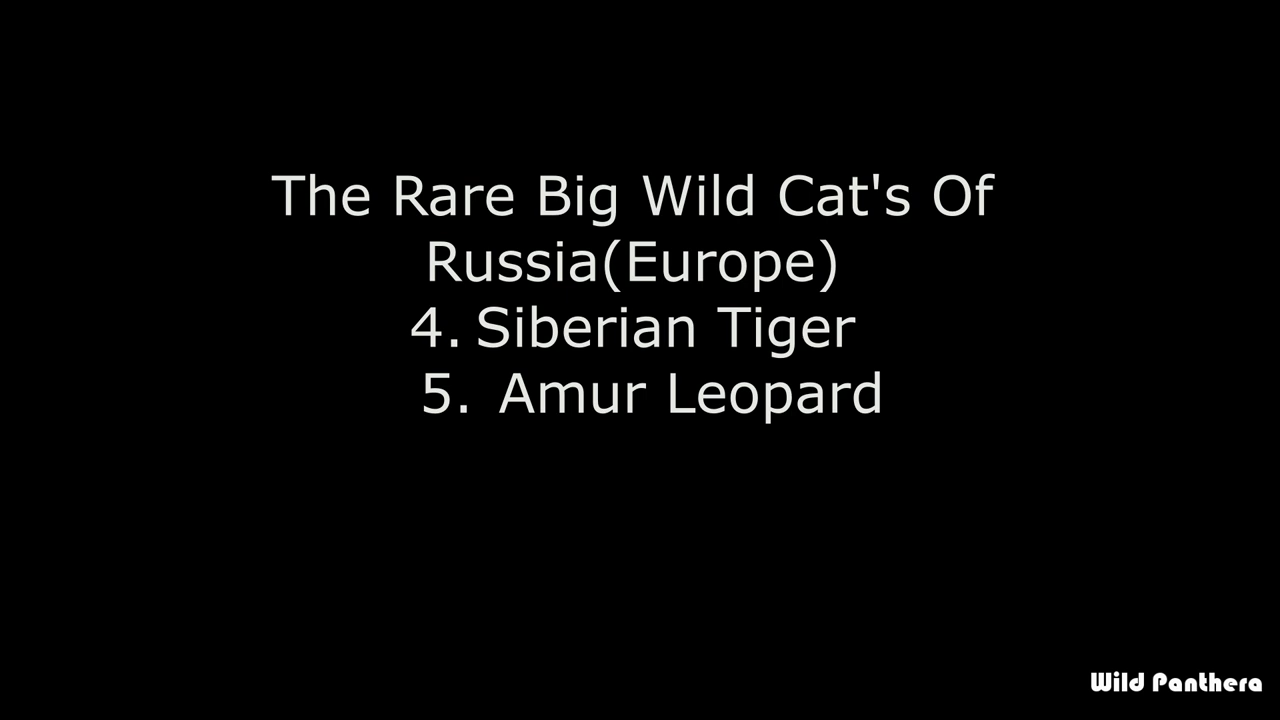 The Rare Big Wild Cat's Of
Russia(Europe)
4. Siberian Tiger
5. Amur Leopard
Wild Panthera